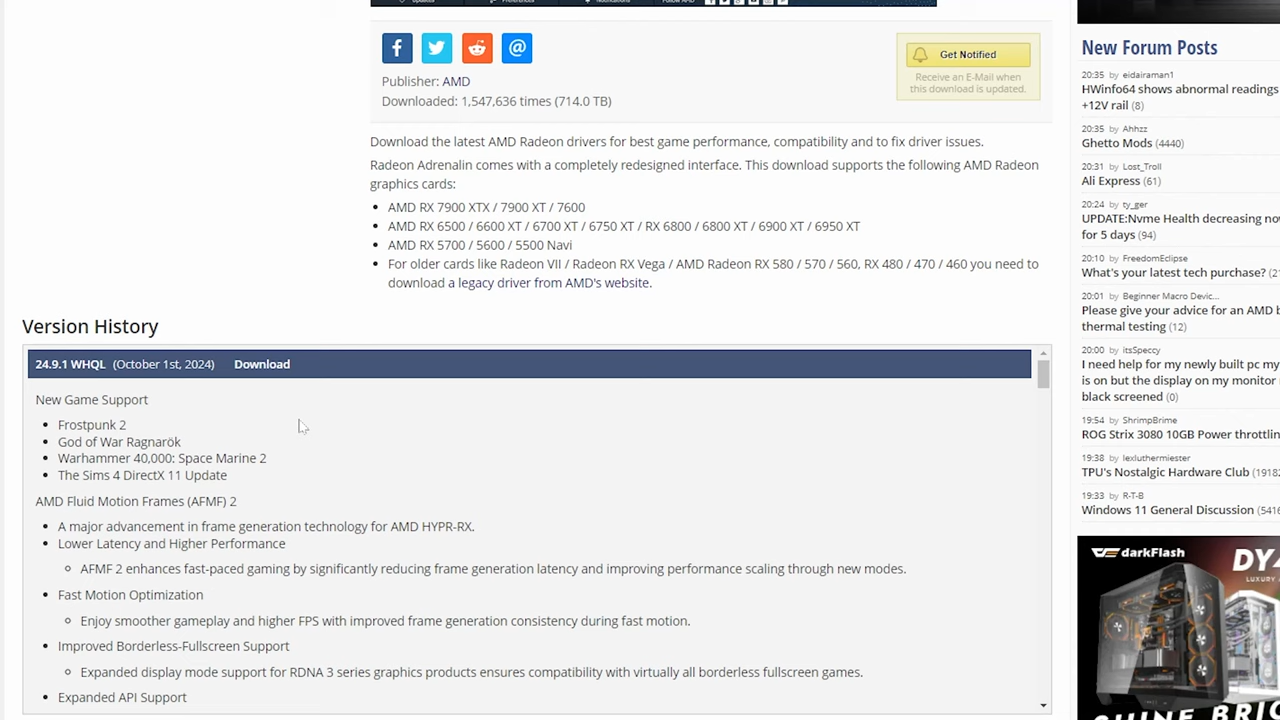 Get Notified
Receive an E-Mail when
this download is updated.
Publisher: AMD
Downloaded: 1,547,636 times (714.0 TB)
Download the latest AMD Radeon drivers for best game performance, compatibility and to fix driver issues.
Radeon Adrenalin comes with a completely redesigned interface. This download supports the following AMD Radeon
graphics cards:
• AMD RX 7900 XTX / 7900 XT / 7600
• AMD RX 6500 / 6600 XT / 6700 XT / 6750 XT / RX 6800 / 6800 XT / 6900 XT / 6950 XT
• AMD RX 5700 / 5600 / 5500 Navi
• For older cards like Radeon VII / Radeon RX Vega / AMD Radeon RX 580 / 570 / 560, RX 480 / 470 / 460 you need to
download a legacy driver from AMD's website.
Version History
24.9.1 WHQL (October 1st, 2024) Download
New Game Support
• Frostpunk 2
• God of War Ragnarök
• Warhammer 40,000: Space Marine 2
• The Sims 4 DirectX 11 Update
AMD Fluid Motion Frames (AFMF) 2
• A major advancement in frame generation technology for AMD HYPR-RX.
• Lower Latency and Higher Performance
AFMF 2 enhances fast-paced gaming by significantly reducing frame generation latency and improving performance scaling through new modes.
• Fast Motion Optimization
Enjoy smoother gameplay and higher FPS with improved frame generation consistency during fast motion.
• Improved Borderless-Fullscreen Support
Expanded display mode support for RDNA 3 series graphics products ensures compatibility with virtually all borderless fullscreen games.
• Expanded API Support
New Forum Posts
20:35 by eidairaman1
HWinfo64 shows abnormal readings
+12V rail (8)
20:35 by Ahhzz
Ghetto Mods (4440)
20:31 by Lost_Troll
Ali Express (61)
20:24 by ty_ger
UPDATE:Nvme Health decreasing no
for 5 days (94)
20:10 by FreedomEclipse
What's your latest tech purchase? (2
20:01 by Beginner Macro Devic...
Please give your advice for an AMD b
thermal testing (12)
20:00 by itsSpeccy
I need help for my newly built pc my
is on but the display on my monitor
black screened (0)
19:54 by ShrimpBrime
ROG Strix 3080 10GB Power throttlin
19:38 by lexluthermiester
TPU's Nostalgic Hardware Club (1918
19:33 by R-T-B
Windows 11 General Discussion (541
darkFlash
DY
LUXURY
SHINE BRIG